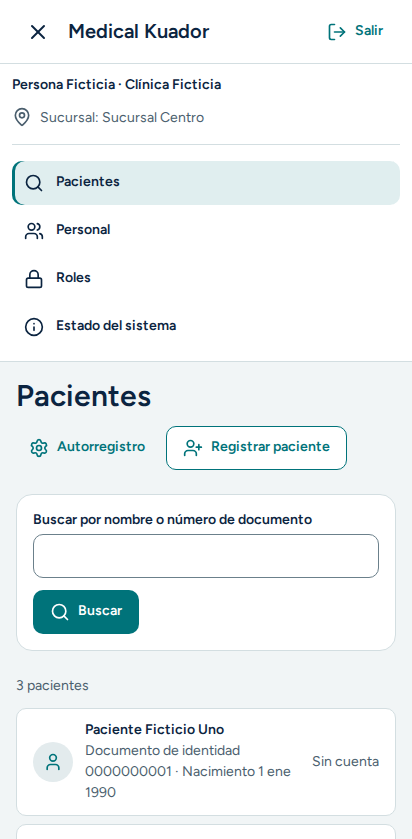 Medical Kuador
Salir
Persona Ficticia · Clínica Ficticia
Sucursal: Sucursal Centro
Pacientes
Personal
Roles
Estado del sistema
Pacientes
Autorregistro
Registrar paciente
Buscar por nombre o número de documento
Buscar
3 pacientes
Paciente Ficticio Uno
Documento de identidad
0000000001 · Nacimiento 1 ene
1990
Sin cuenta